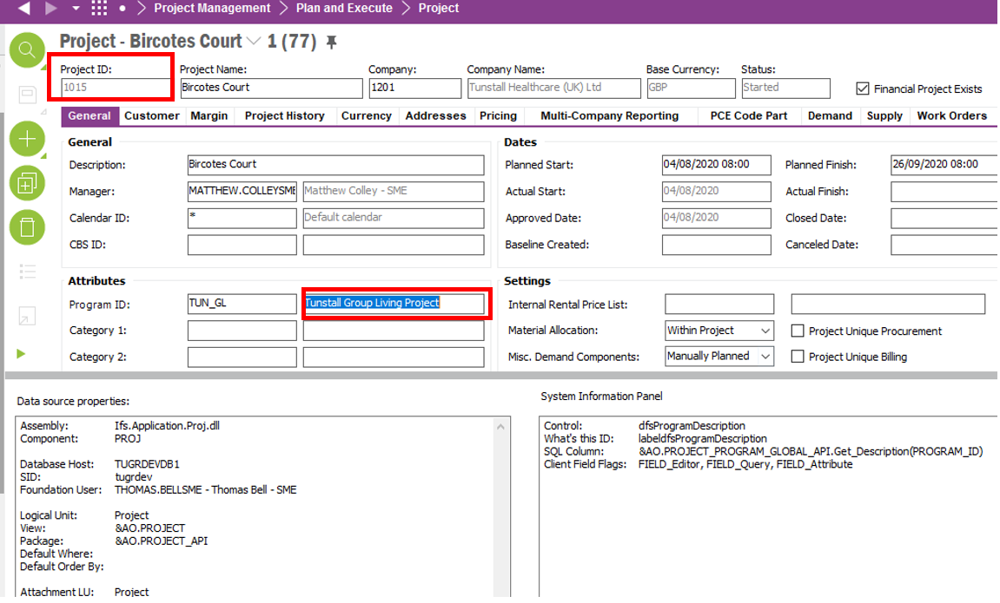 Project Management > Plan and Execute > Project
Project - Bircotes Court 1 (77)
Project ID: Project Name: Company: Company Name: Base Currency: Status:
1015 Bircotes Court 1201 Tunstall Healthcare (UK) Ltd GBP Started Financial Project Exists
General Customer Margin Project History Currency Addresses Pricing Multi-Company Reporting PCE Code Part Demand Supply Work Orders
General
Description: Bircotes Court
Manager: MATTHEW.COLLEYSME Matthew Colley - SME
Calendar ID: * Default calendar
CBS ID:
Dates
Planned Start: 04/08/2020 08:00 Planned Finish: 26/09/2020 08:00
Actual Start: 04/08/2020 Actual Finish:
Approved Date: 04/08/2020 Closed Date:
Baseline Created: Canceled Date:
Attributes
Program ID: TUN_GL Tunstall Group Living Project
Category 1:
Category 2:
Settings
Internal Rental Price List:
Material Allocation: Within Project Project Unique Procurement
Misc. Demand Components: Manually Planned Project Unique Billing
Data source properties:
Assembly: Ifs.Application.Proj.dll
Component: PROJ
Database Host: TUGRDEVDB1
SID: tugrdev
Foundation User: THOMAS.BELLSME - Thomas Bell - SME
Logical Unit: Project
View: &AO.PROJECT
Package: &AO.PROJECT_API
Default Where:
Default Order By:
Attachment LU: Project
System Information Panel
Control: dfsProgramDescription
What's this ID: labeldfsProgramDescription
SQL Column: &AO.PROJECT_PROGRAM_GLOBAL_API.Get_Description(PROGRAM_ID)
Client Field Flags: FIELD_Editor, FIELD_Query, FIELD_Attribute